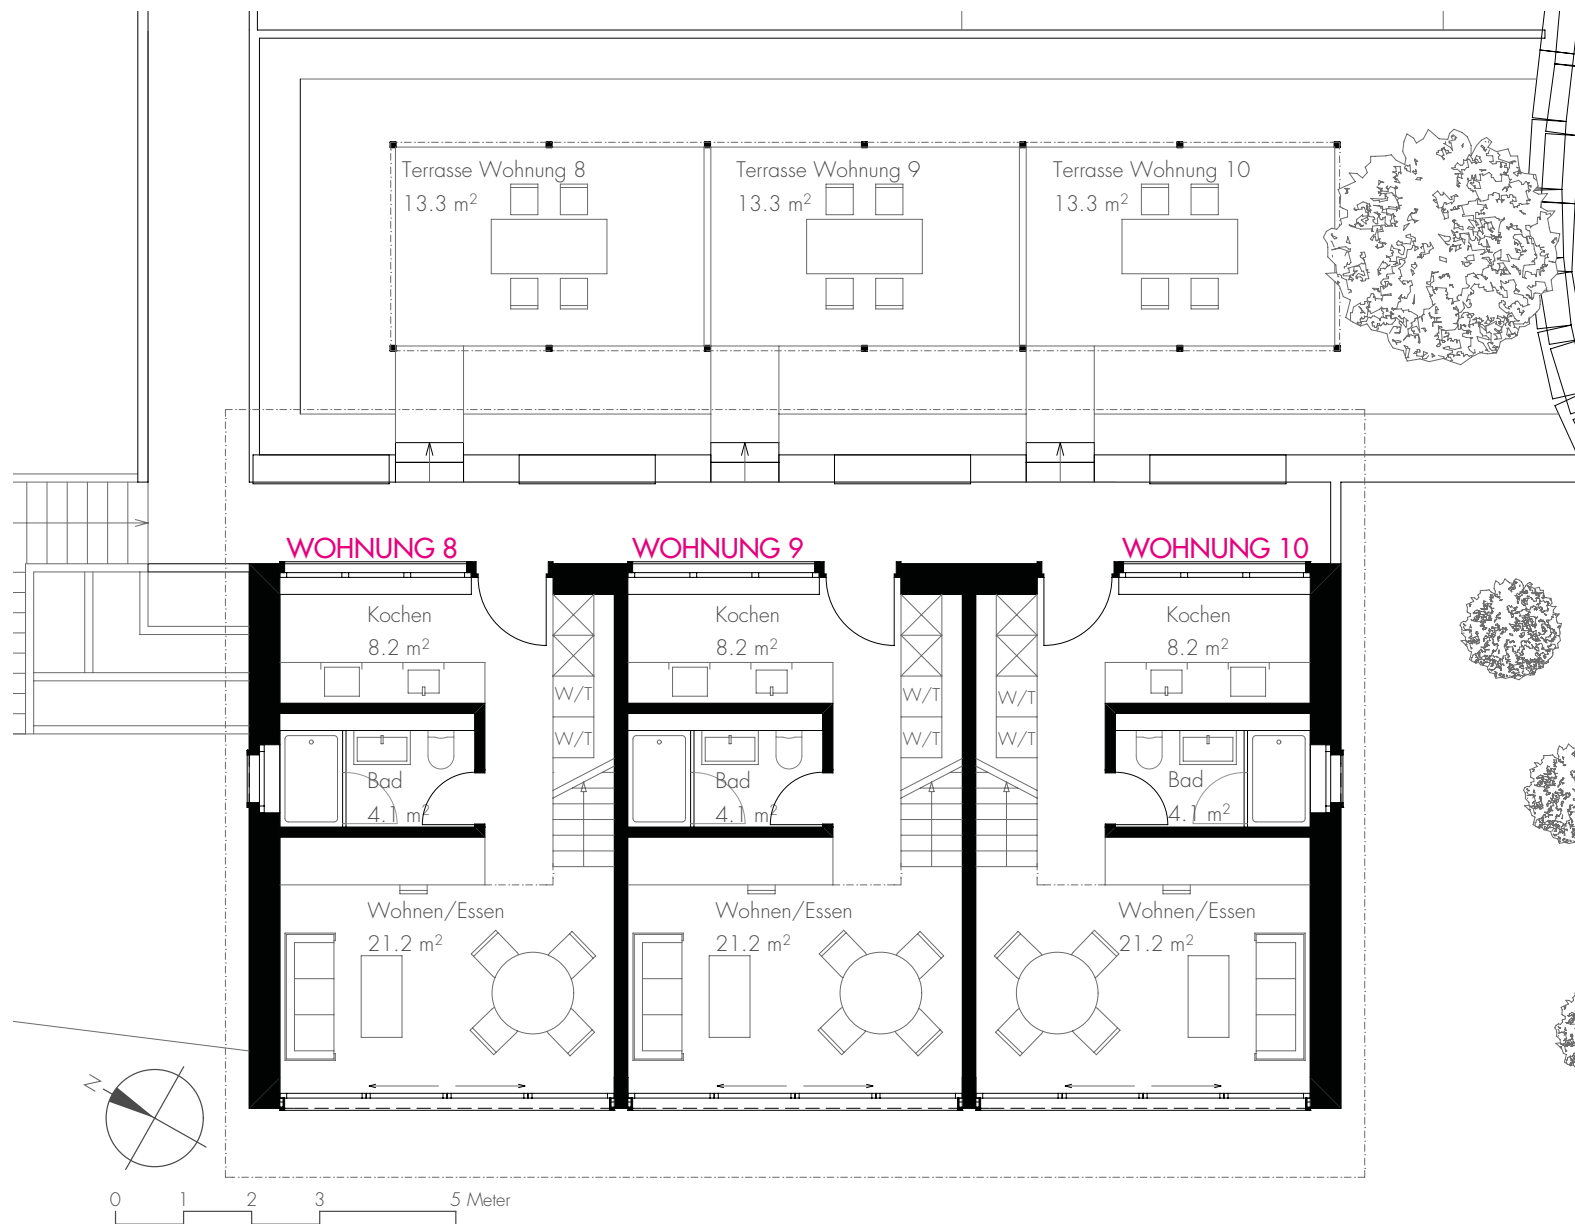 Terrasse Wohnung 8
13.3 m²
Terrasse Wohnung 9
13.3 m²
Terrasse Wohnung 10
13.3 m²
WOHNUNG 8
WOHNUNG 9
WOHNUNG 10
Kochen
8.2 m²
Kochen
8.2 m²
Kochen
8.2 m²
W/T
W/T
W/T
W/T
W/T
W/T
Bad
4.1 m²
Bad
4.1 m²
Bad
4.1 m²
Wohnen/Essen
21.2 m²
Wohnen/Essen
21.2 m²
Wohnen/Essen
21.2 m²
N
0 1 2 3 5 Meter